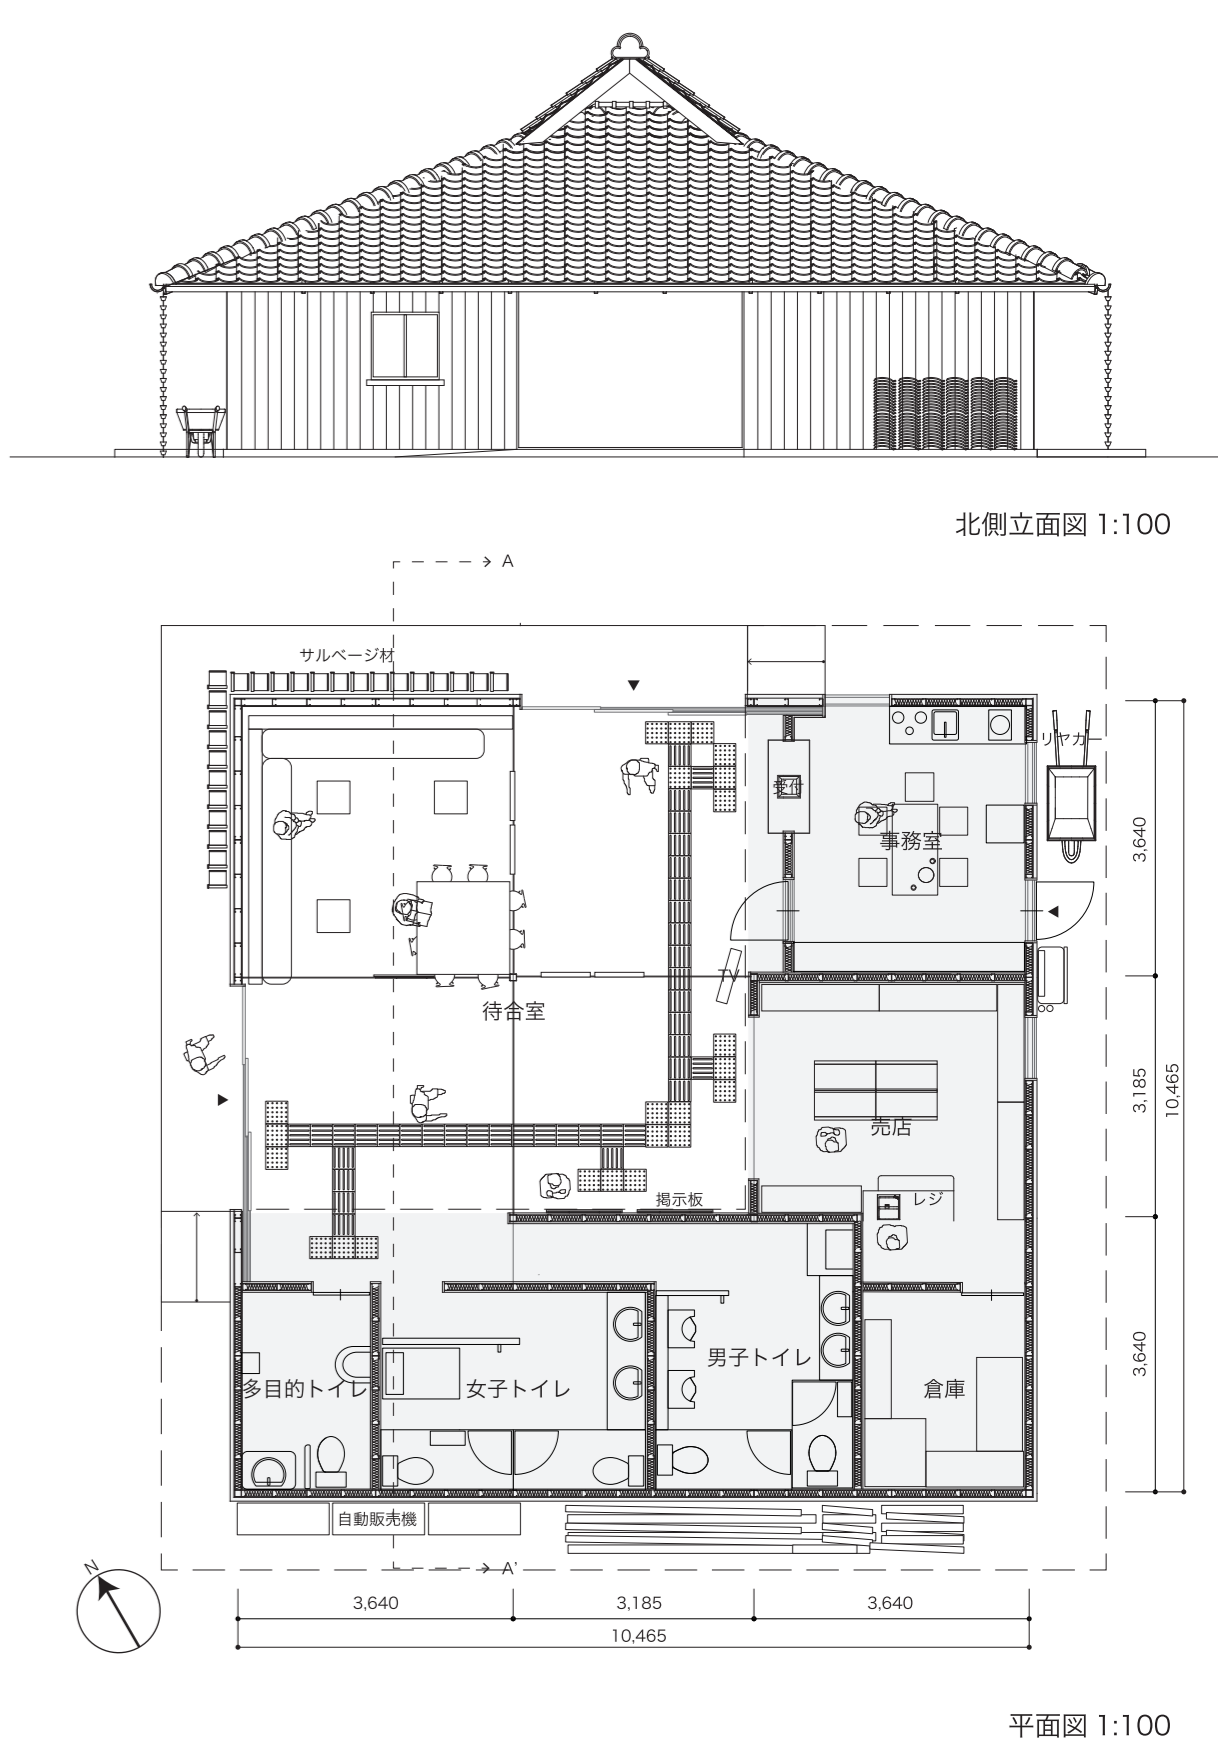 北側立面図 1:100
A
サルベージ材
リヤカー
受付
事務室
3,640
TV
待合室
3,185
10,465
売店
掲示板
レジ
男子トイレ
多目的トイレ
女子トイレ
倉庫
3,640
自動販売機
A'
N
3,640
3,185
3,640
10,465
平面図 1:100